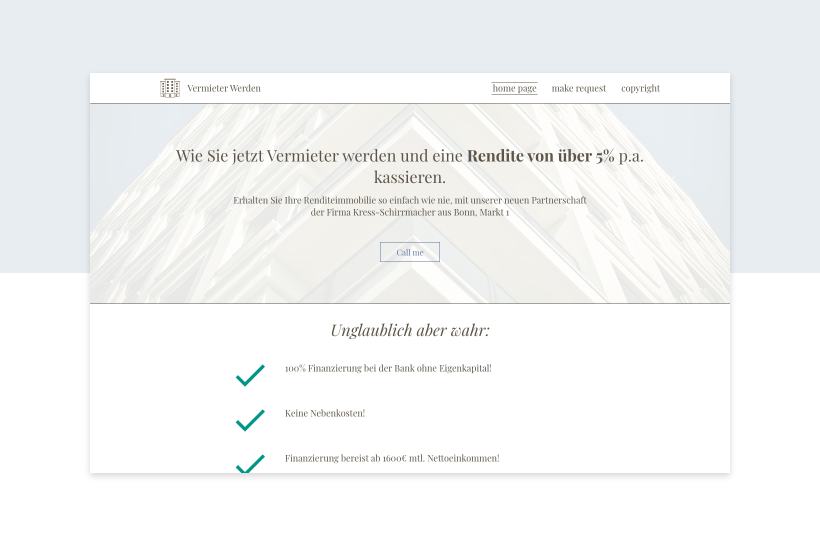 Vermieter Werden
home page make request copyright
Wie Sie jetzt Vermieter werden und eine Rendite von über 5% p.a.
kassieren.
Erhalten Sie Ihre Renditeimmobilie so einfach wie nie, mit unserer neuen Partnerschaft
der Firma Kress-Schirrmacher aus Bonn, Markt 1
Call me
Unglaublich aber wahr:
100% Finanzierung bei der Bank ohne Eigenkapital!
Keine Nebenkosten!
Finanzierung bereist ab 1600€ mtl. Nettoeinkommen!